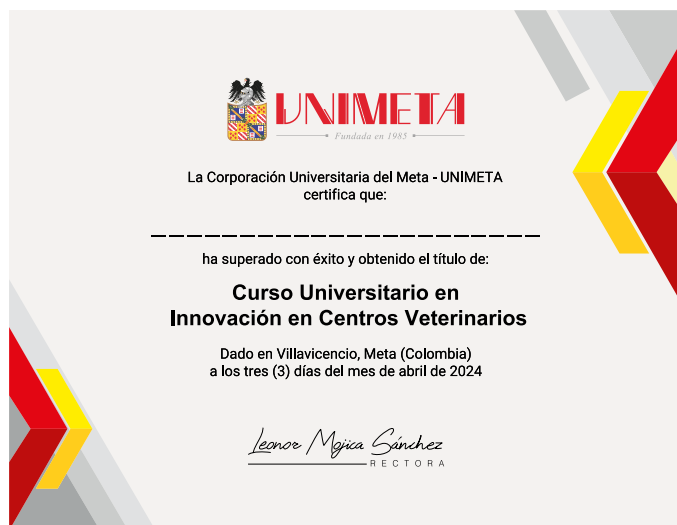 UNIMETA
Fundada en 1985
La Corporación Universitaria del Meta - UNIMETA
certifica que:
ha superado con éxito y obtenido el título de:
Curso Universitario en
Innovación en Centros Veterinarios
Dado en Villavicencio, Meta (Colombia)
a los tres (3) días del mes de abril de 2024
Leonor Mojica Sánchez
RECTORA